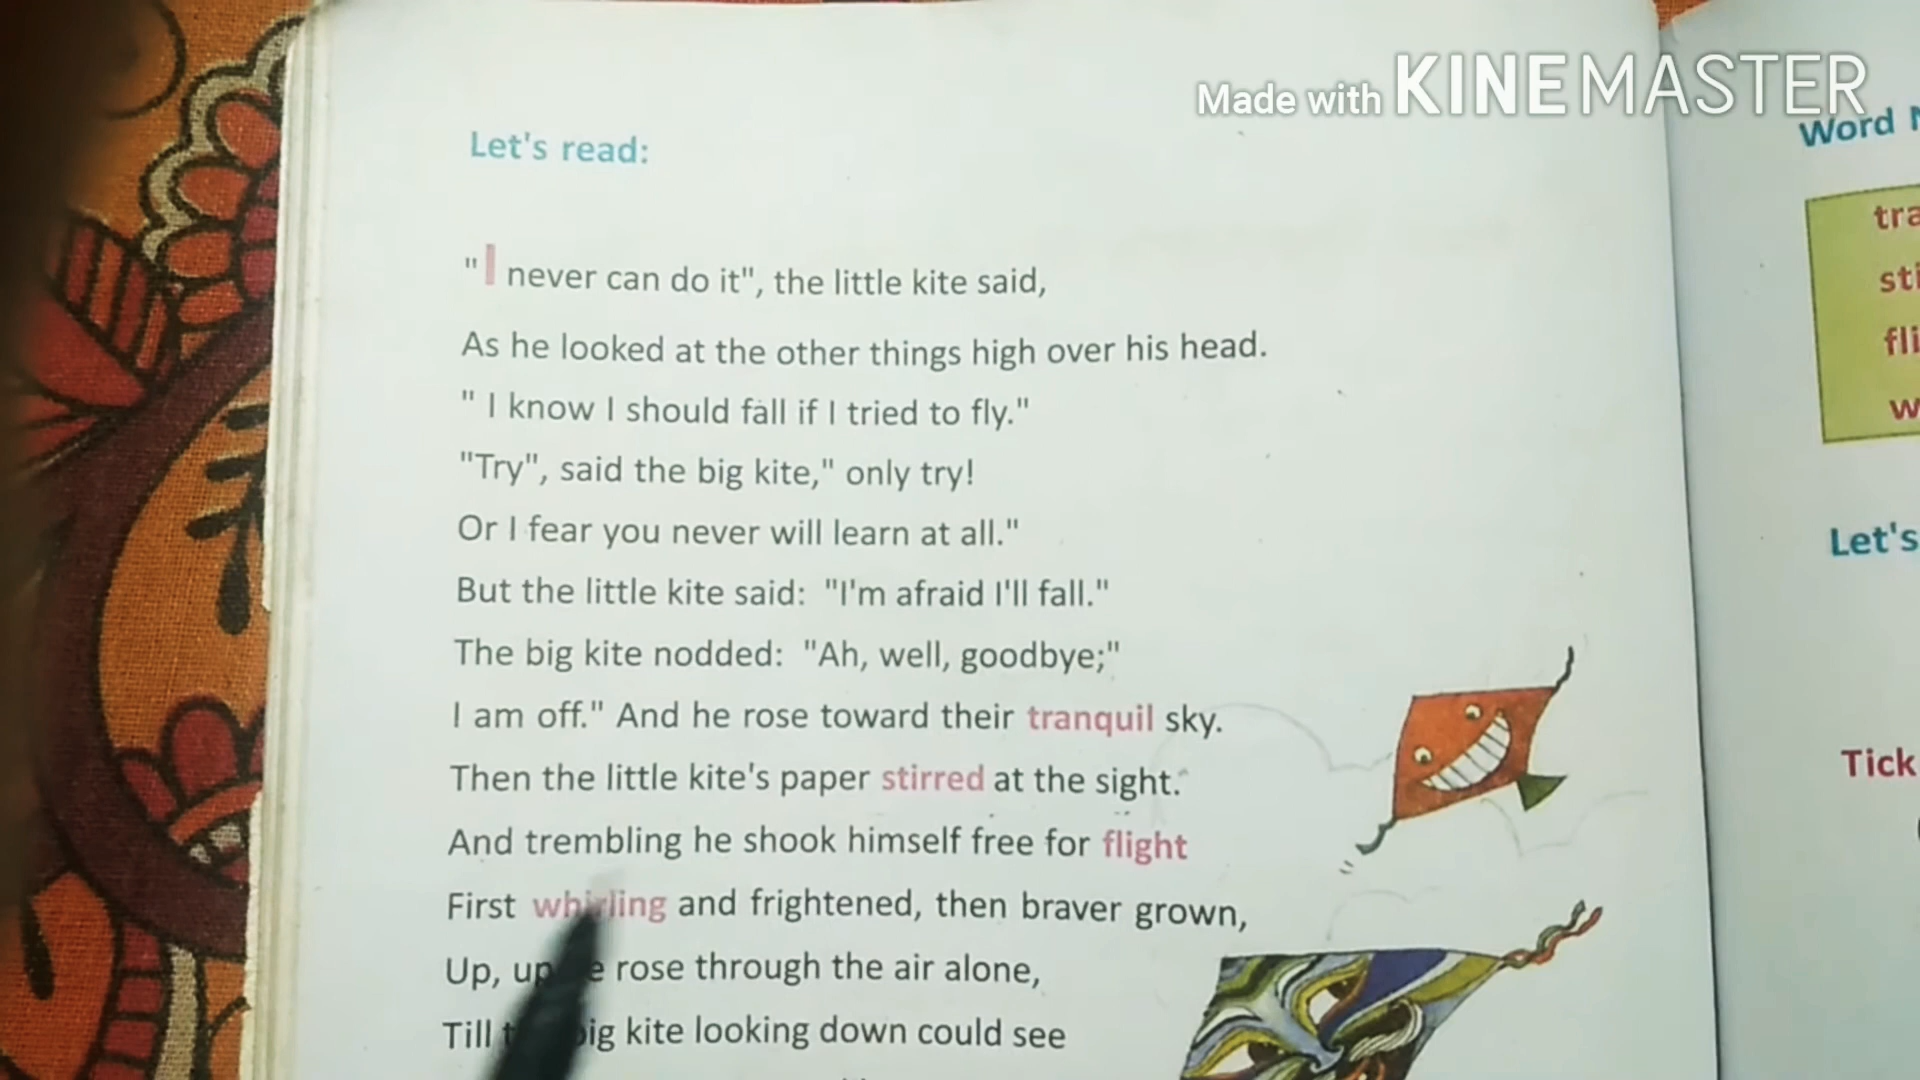 Made with KINEMASTER
Let's read:
"I never can do it", the little kite said,
As he looked at the other things high over his head.
" I know I should fall if I tried to fly."
"Try", said the big kite," only try!
Or I fear you never will learn at all."
But the little kite said: "I'm afraid I'll fall."
The big kite nodded: "Ah, well, goodbye;"
I am off." And he rose toward their tranquil sky.
Then the little kite's paper stirred at the sight.
And trembling he shook himself free for flight
First whirling and frightened, then braver grown,
Up, up he rose through the air alone,
Till the big kite looking down could see
Word
Let's
Tick